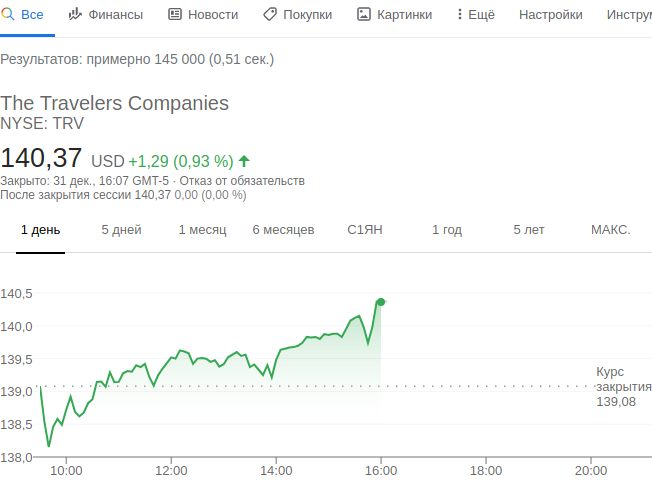 Все Финансы Новости Покупки Картинки Ещё Настройки
Результатов: примерно 145 000 (0,51 сек.)
The Travelers Companies
NYSE: TRV
140,37 USD +1,29 (0,93 %)
Закрыто: 31 дек., 16:07 GMT-5 · Отказ от обязательств
После закрытия сессии 140,37 0,00 (0,00 %)
1 день 5 дней 1 месяц 6 месяцев С1ЯН 1 год 5 лет МАКС.
140,5
140,0
139,5
139,0
138,5
138,0
Курс
закрытия
139,08
10:00 12:00 14:00 16:00 18:00 20:00